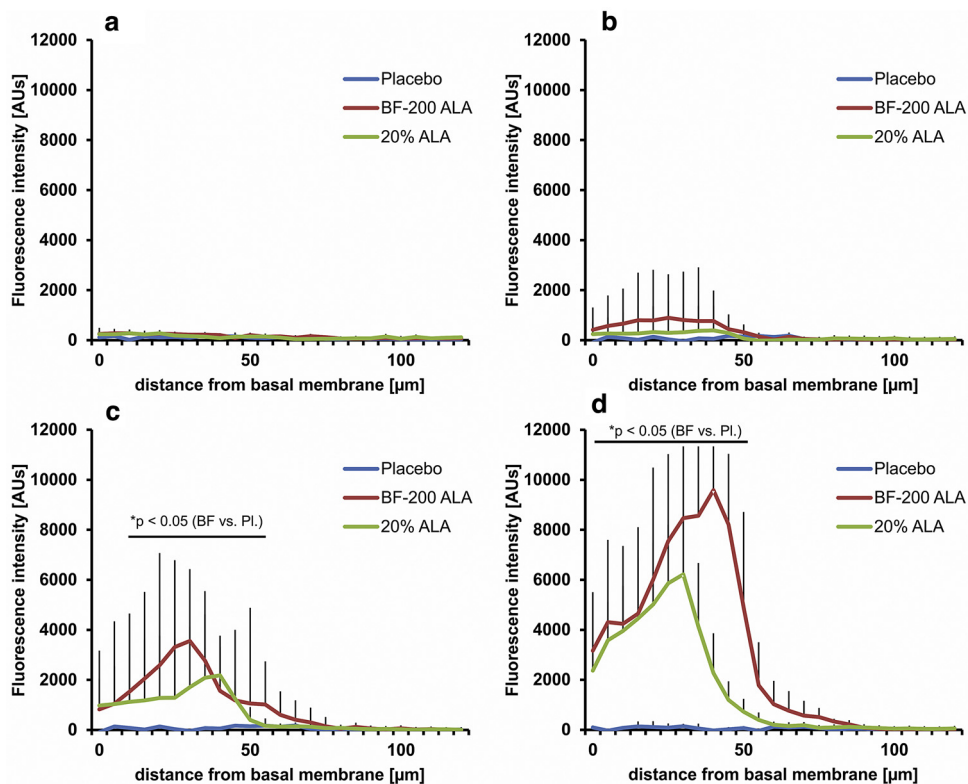 a
12000
10000
8000
6000
4000
2000
0
Fluorescence intensity [AUs]
Placebo
BF-200 ALA
20% ALA
0 50 100
distance from basal membrane [µm]
b
12000
10000
8000
6000
4000
2000
0
Fluorescence intensity [AUs]
Placebo
BF-200 ALA
20% ALA
0 50 100
distance from basal membrane [µm]
c
12000
10000
8000
6000
4000
2000
0
Fluorescence intensity [AUs]
*p < 0.05 (BF vs. Pl.)
Placebo
BF-200 ALA
20% ALA
0 50 100
distance from basal membrane [µm]
d
12000
10000
8000
6000
4000
2000
0
Fluorescence intensity [AUs]
*p < 0.05 (BF vs. Pl.)
Placebo
BF-200 ALA
20% ALA
0 50 100
distance from basal membrane [µm]